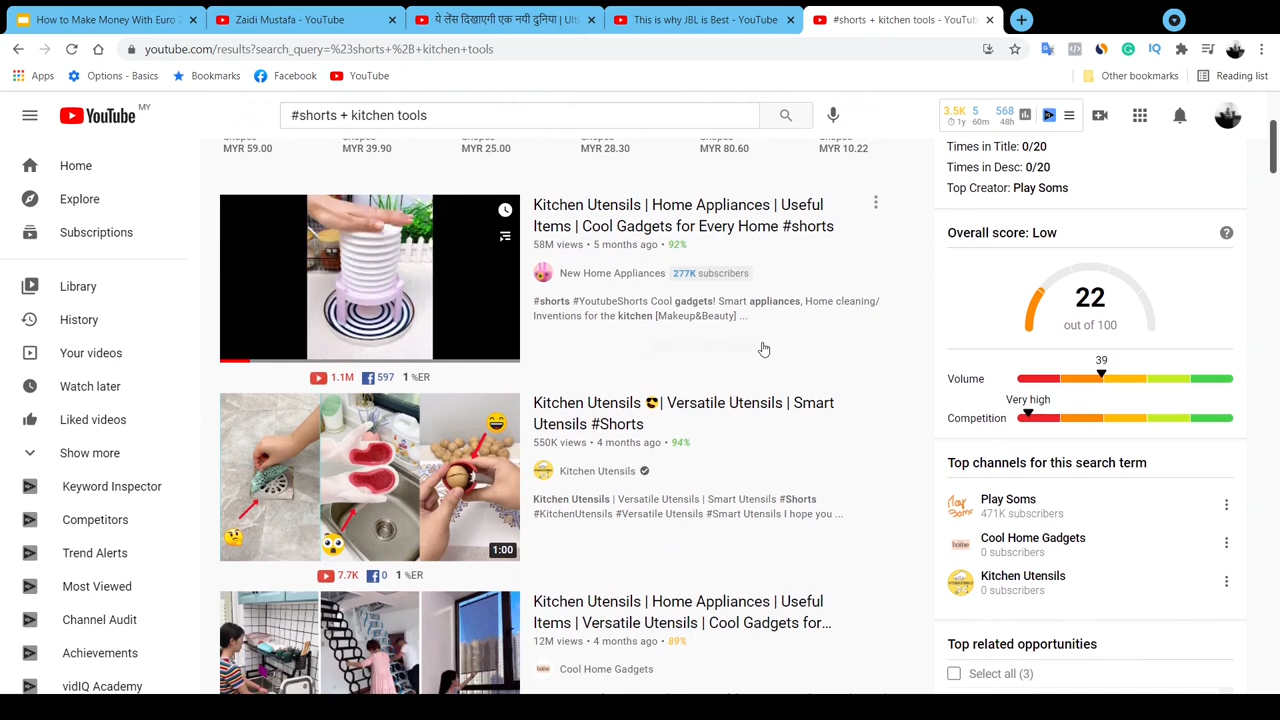 How to Make Money With Euro
Zaidi Mustafa - YouTube
ये लेंस दिखाएगी एक नयी दुनिया | Ulti
This is why JBL is Best - YouTube
#shorts + kitchen tools - YouTub
youtube.com/results?search_query=%23shorts+%2B+kitchen+tools
Apps
Options - Basics
Bookmarks
Facebook
YouTube
Other bookmarks
Reading list
YouTube MY
#shorts + kitchen tools
3.5K 5 568
1y 60m 48h
Home
Explore
Subscriptions
Library
History
Your videos
Watch later
Liked videos
Show more
Keyword Inspector
Competitors
Trend Alerts
Most Viewed
Channel Audit
Achievements
vidIQ Academy
MYR 59.00 MYR 39.90 MYR 25.00 MYR 28.30 MYR 80.60 MYR 10.22
Kitchen Utensils | Home Appliances | Useful
Items | Cool Gadgets for Every Home #shorts
58M views • 5 months ago • 92%
New Home Appliances 277K subscribers
#shorts #YoutubeShorts Cool gadgets! Smart appliances, Home cleaning/
Inventions for the kitchen [Makeup&Beauty] ...
1.1M 597 1 %ER
Kitchen Utensils 😎| Versatile Utensils | Smart
Utensils #Shorts
550K views • 4 months ago • 94%
Kitchen Utensils
Kitchen Utensils | Versatile Utensils | Smart Utensils #Shorts
#KitchenUtensils #Versatile Utensils #Smart Utensils I hope you ...
1:00
7.7K 0 1 %ER
Kitchen Utensils | Home Appliances | Useful
Items | Versatile Utensils | Cool Gadgets for...
12M views • 4 months ago • 89%
Cool Home Gadgets
Times in Title: 0/20
Times in Desc: 0/20
Top Creator: Play Soms
Overall score: Low
22
out of 100
39
Volume
Very high
Competition
Top channels for this search term
Play Soms
471K subscribers
Cool Home Gadgets
0 subscribers
Kitchen Utensils
0 subscribers
Top related opportunities
Select all (3)